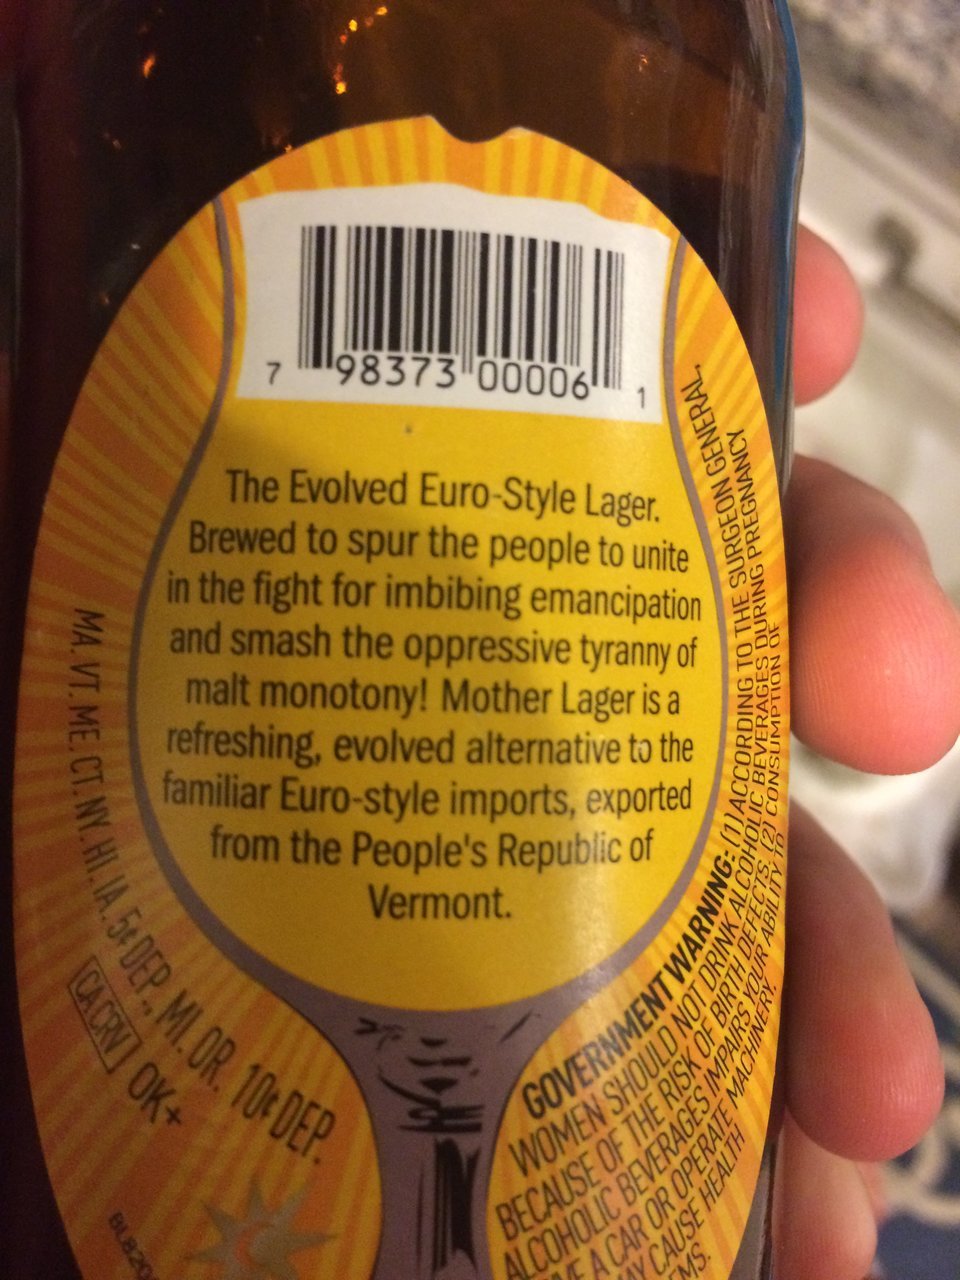 7 98373 00006 1
The Evolved Euro-Style Lager.
Brewed to spur the people to unite
in the fight for imbibing emancipation
and smash the oppressive tyranny of
malt monotony! Mother Lager is a
refreshing, evolved alternative to the
familiar Euro-style imports, exported
from the People's Republic of
Vermont.
MA. VT. ME. CT. NY. HI. IA. 5¢ DEP., MI. OR. 10¢ DEP.
CA CRV OK+
GOVERNMENT WARNING: (1) ACCORDING TO THE SURGEON GENERAL,
WOMEN SHOULD NOT DRINK ALCOHOLIC BEVERAGES DURING PREGNANCY
BECAUSE OF THE RISK OF BIRTH DEFECTS. (2) CONSUMPTION OF
ALCOHOLIC BEVERAGES IMPAIRS YOUR ABILITY TO
A CAR OR OPERATE MACHINERY,
CAUSE HEALTH